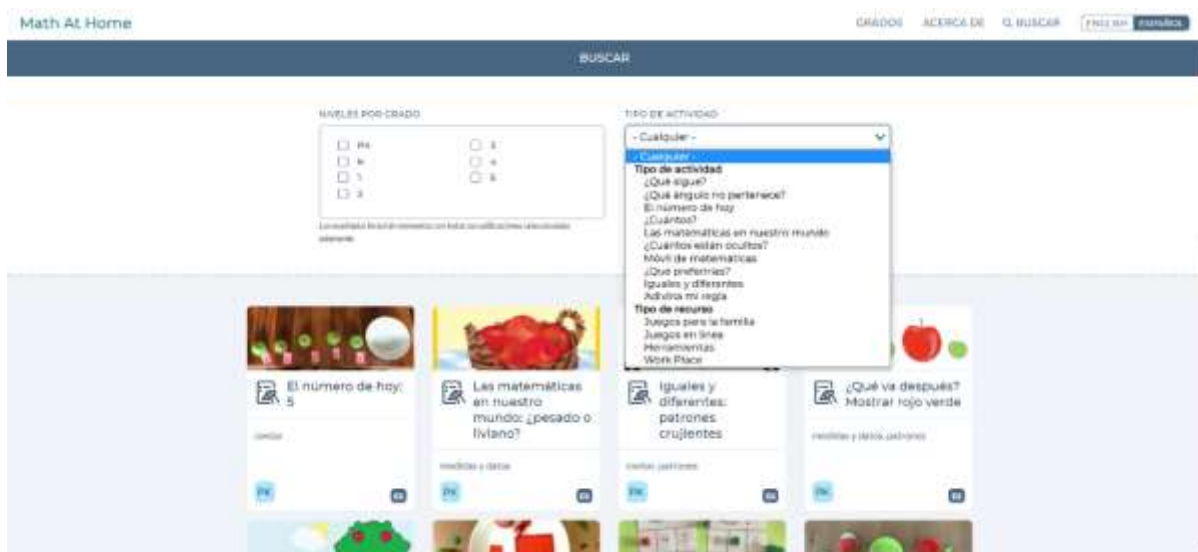 Math At Home
GRADOS ACERCA DE BUSCAR ENGLISH ESPAÑOL
BUSCAR
NIVELES POR GRADO
PK
K
1
2
3
4
5
TIPO DE ACTIVIDAD
- Cualquier -
- Cualquier -
Tipo de actividad
¿Qué sigue?
¿Qué ángulo no pertenece?
El número de hoy
¿Cuántos?
Las matemáticas en nuestro mundo
¿Cuántos están ocultos?
Móvil de matemáticas
¿Qué preferirías?
Iguales y diferentes
Adivina mi regla
Tipo de recurso
Juegos para la familia
Juegos en línea
Herramientas
Work Place
El número de hoy:
5
PK
Las matemáticas
en nuestro
mundo: ¿pesado o
liviano?
medidas y datos
PK
Iguales y
diferentes:
patrones
crujientes
PK
¿Qué va después?
Mostrar rojo verde
medidas y datos, patrones
PK